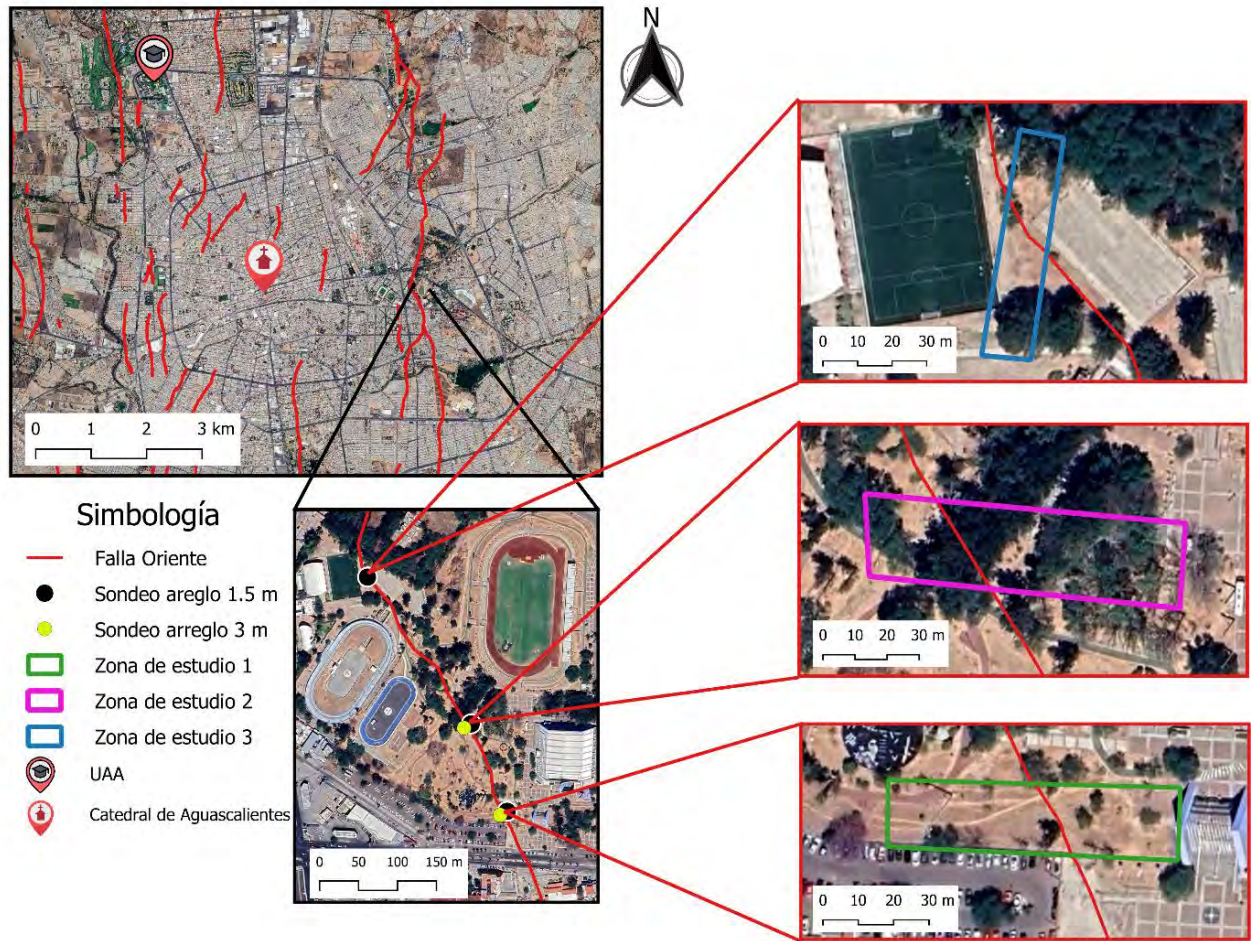 N
0 1 2 3 km
Simbología
Falla Oriente
Sondeo areglo 1.5 m
Sondeo arreglo 3 m
Zona de estudio 1
Zona de estudio 2
Zona de estudio 3
UAA
Catedral de Aguascalientes
0 50 100 150 m
0 10 20 30 m
0 10 20 30 m
0 10 20 30 m